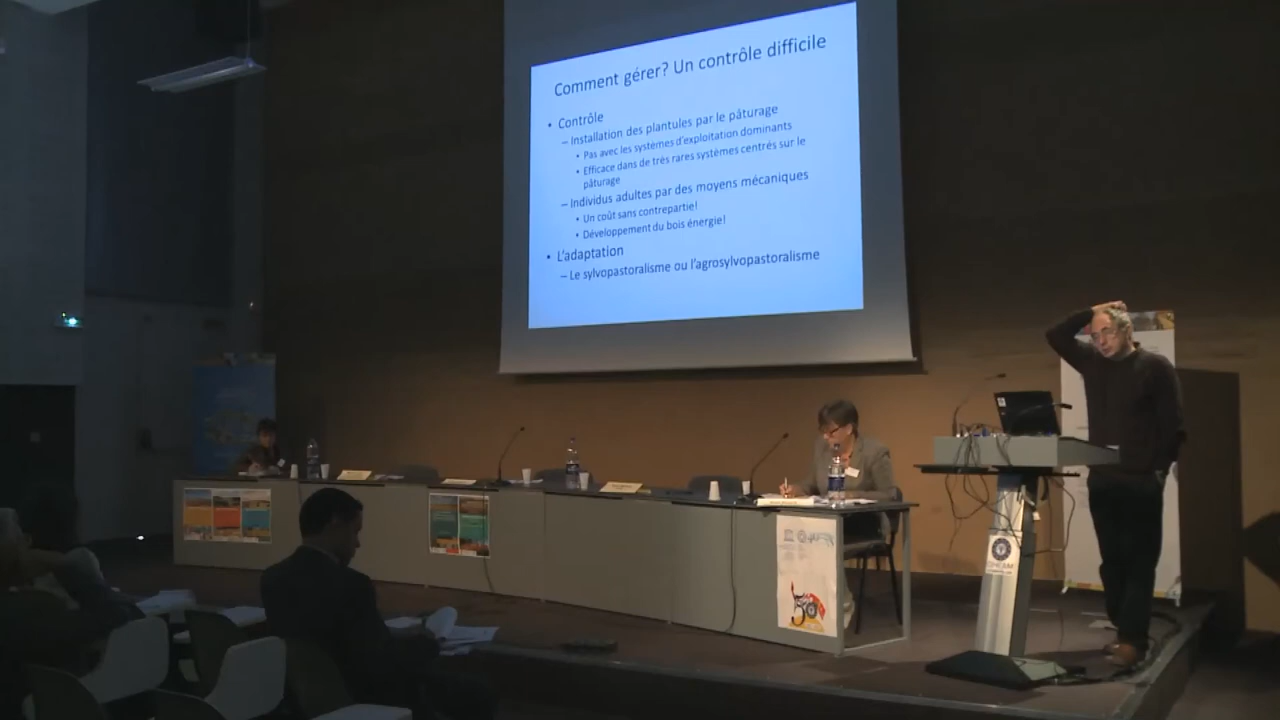 Comment gérer? Un contrôle difficile
• Contrôle
– Installation des plantules par le pâturage
• Pas avec les systèmes d'exploitation dominants
• Efficace dans de très rares systèmes centrés sur le
pâturage
– Individus adultes par des moyens mécaniques
• Un coût sans contrepartie!
• Développement du bois énergie!
• L'adaptation
– Le sylvopastoralisme ou l'agrosylvopastoralisme
50
CIHEAM